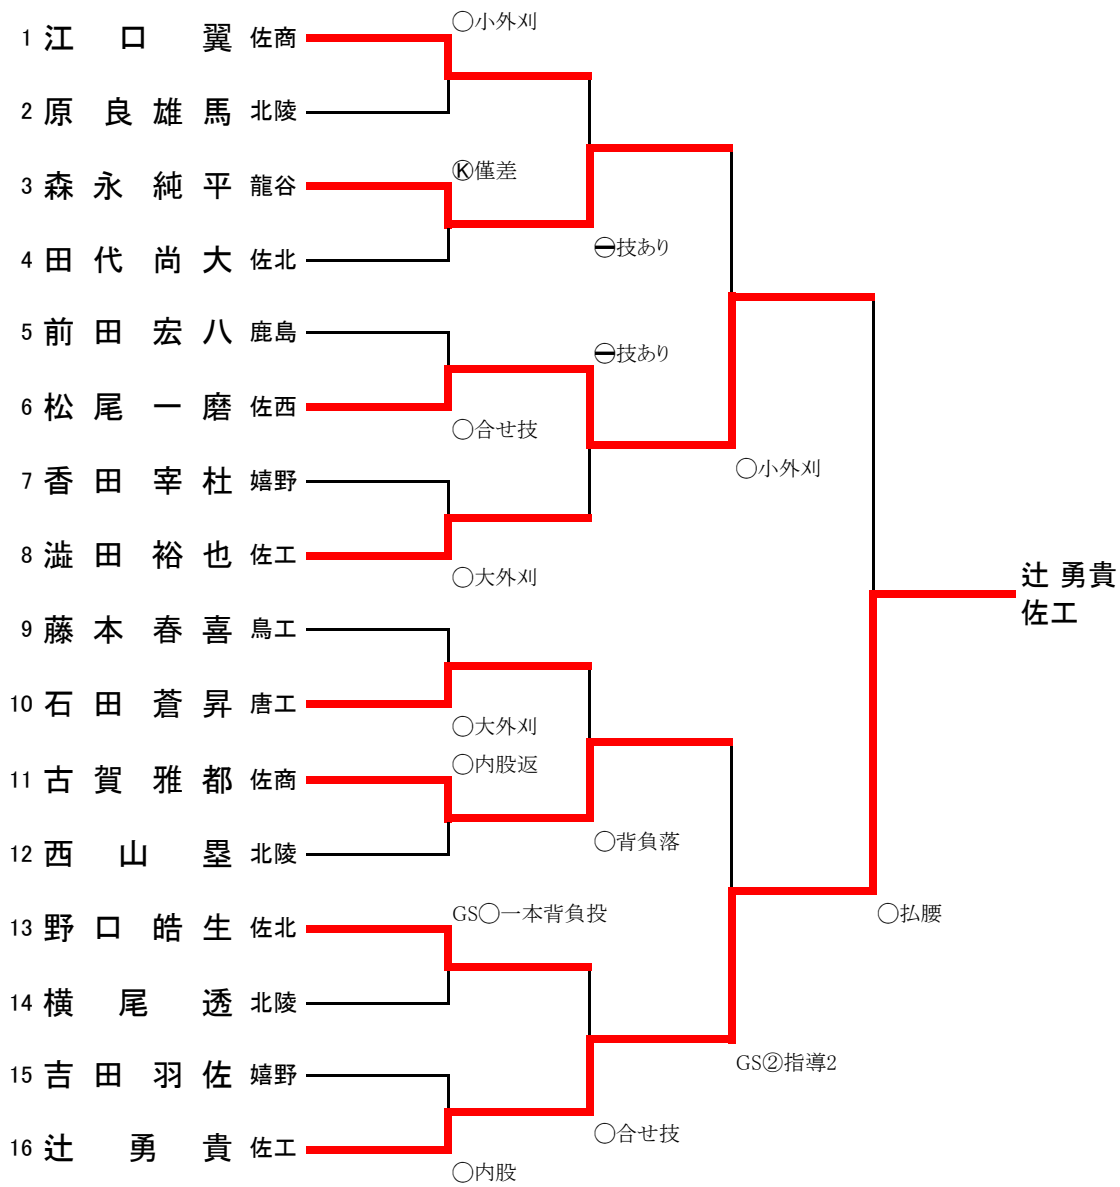 1 江口翼 佐商
○小外刈
2 原良雄馬 北陵
Ⓚ僅差
3 森永純平 龍谷
⊖技あり
4 田代尚大 佐北
5 前田宏八 鹿島
⊖技あり
6 松尾一磨 佐西
○合せ技
○小外刈
7 香田宰杜 嬉野
8 澁田裕也 佐工
○大外刈
辻 勇貴
佐工
9 藤本春喜 鳥工
10 石田蒼昇 唐工
○大外刈
○内股返
11 古賀雅都 佐商
○背負落
12 西山塁 北陵
GS○一本背負投
○払腰
13 野口皓生 佐北
14 横尾透 北陵
GS②指導2
15 吉田羽佐 嬉野
○合せ技
16 辻勇貴 佐工
○内股